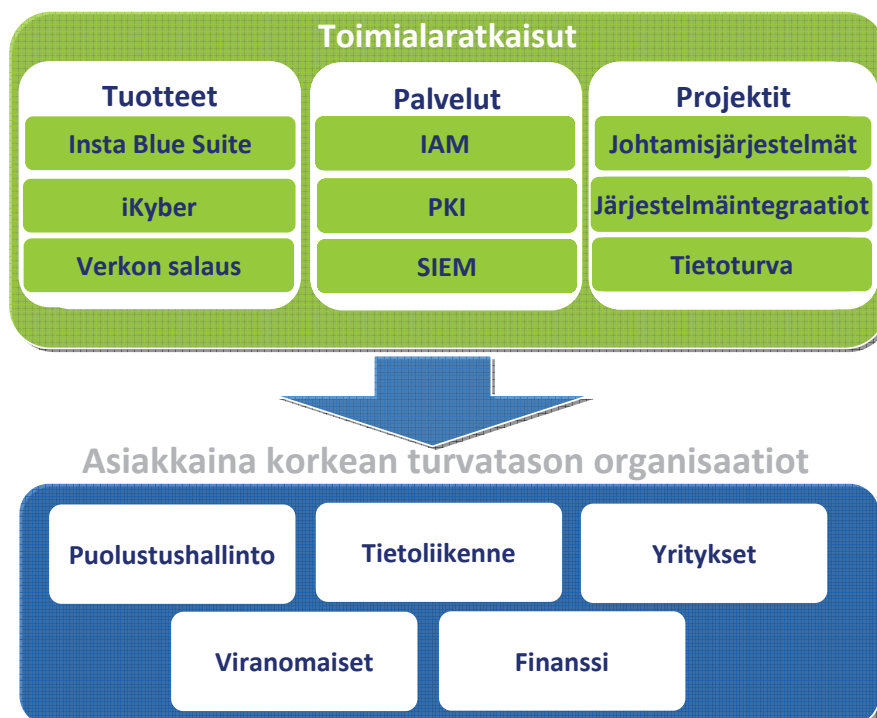 Toimialaratkaisut
Tuotteet
Insta Blue Suite
iKyber
Verkon salaus
Palvelut
IAM
PKI
SIEM
Projektit
Johtamisjärjestelmät
Järjestelmäintegraatiot
Tietoturva
Asiakkaina korkean turvatason organisaatiot
Puolustushallinto
Tietoliikenne
Yritykset
Viranomaiset
Finanssi